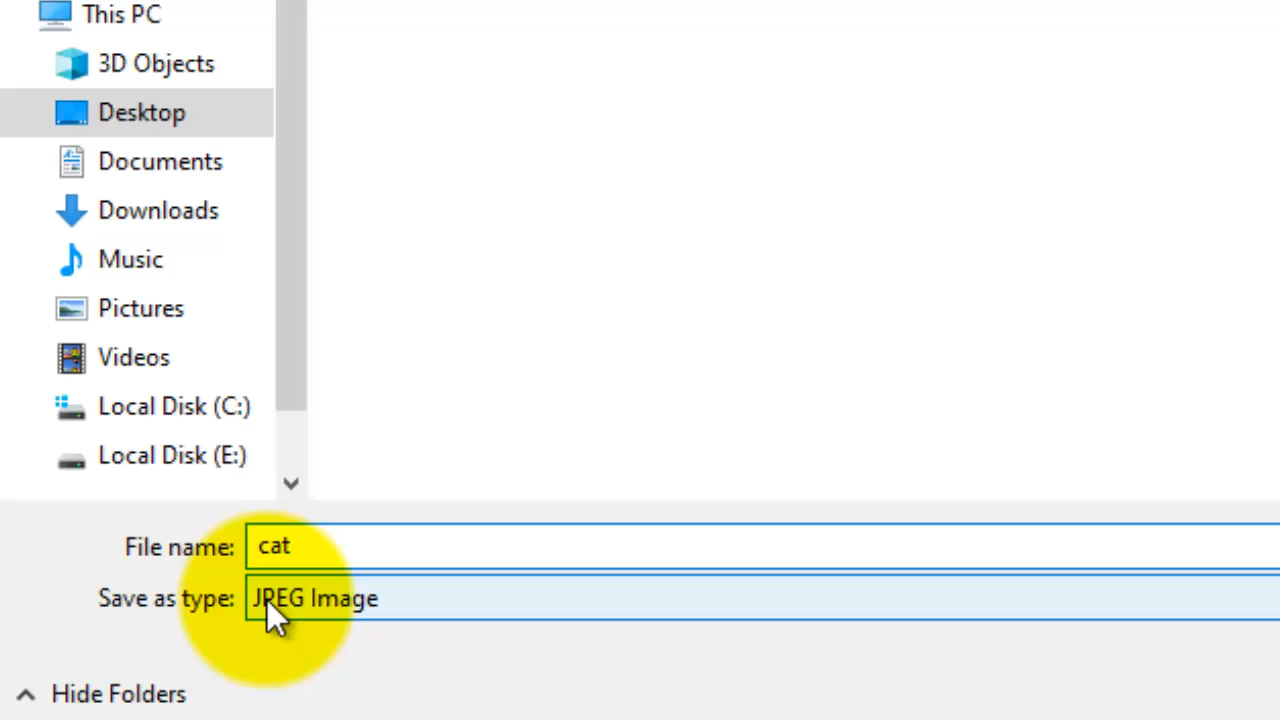 This PC
3D Objects
Desktop
Documents
Downloads
Music
Pictures
Videos
Local Disk (C:)
Local Disk (E:)
File name: cat
Save as type: JPEG Image
Hide Folders